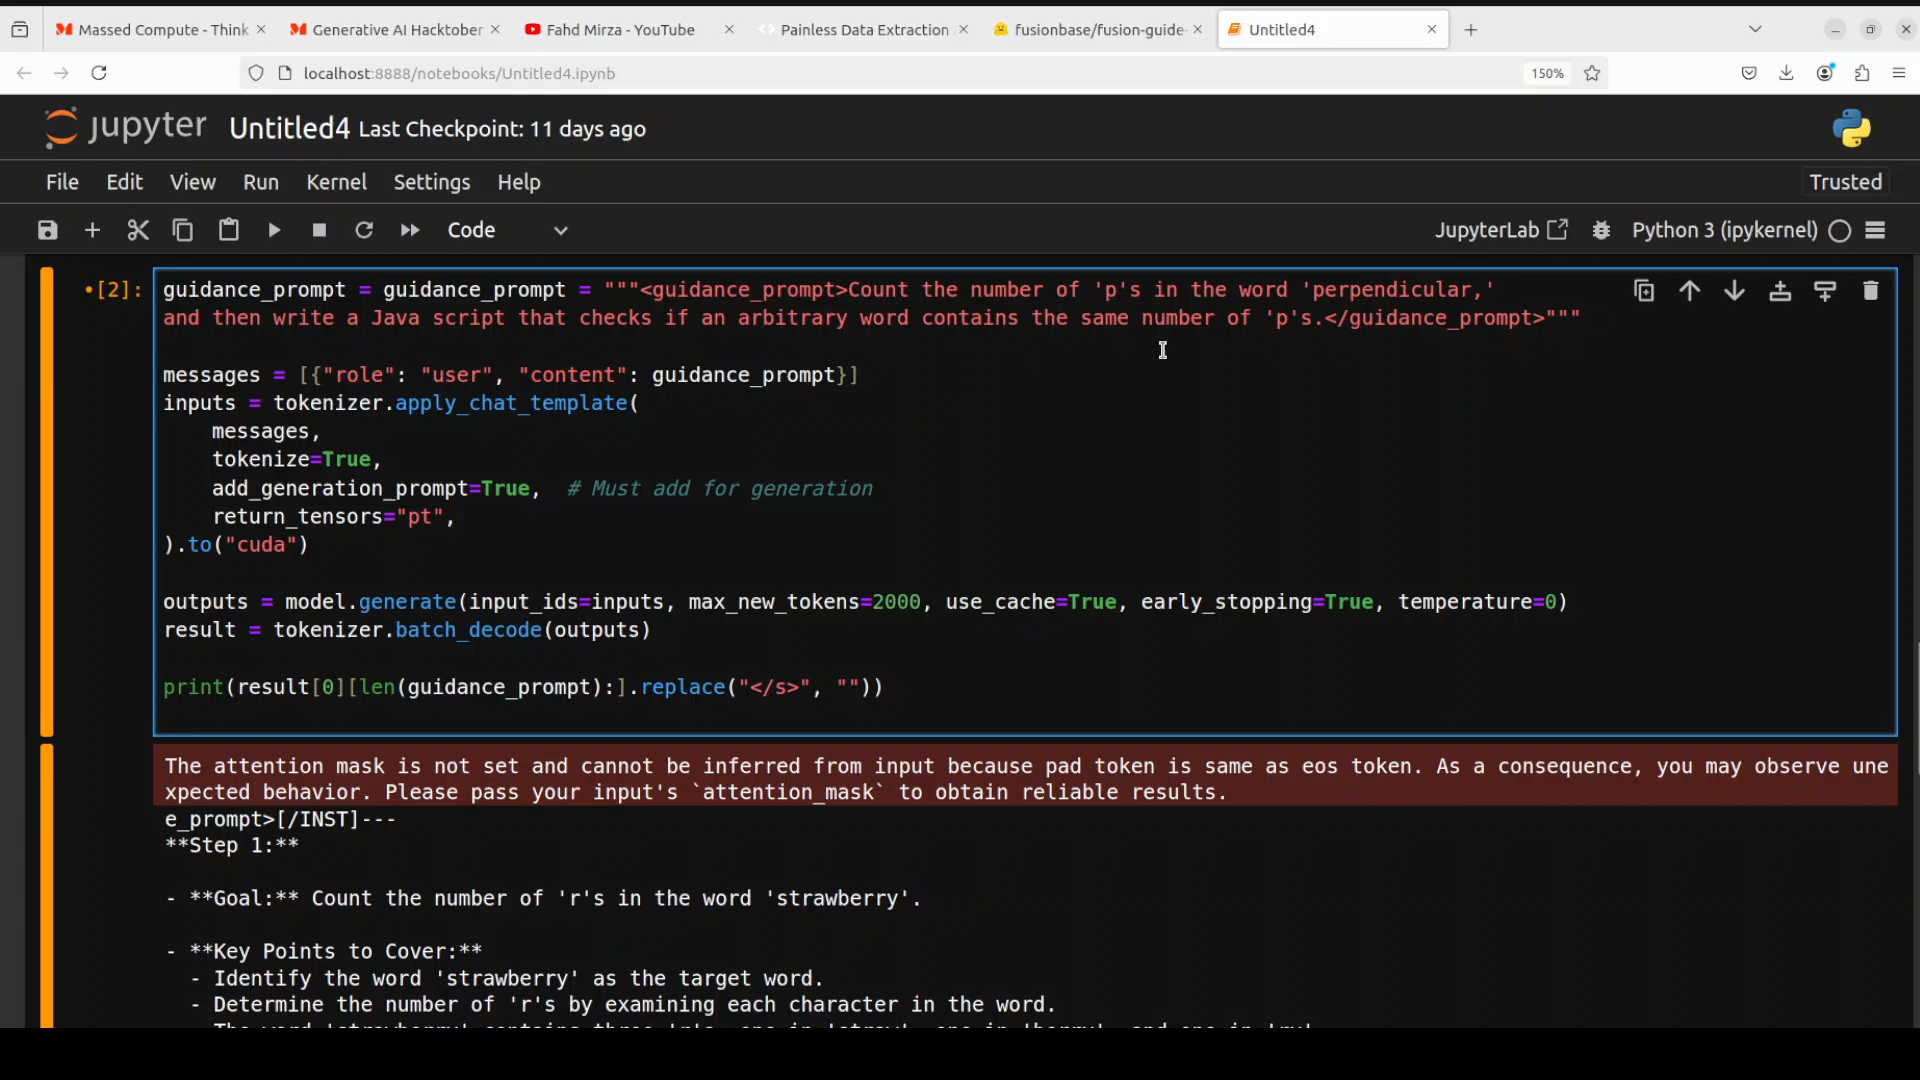 Massed Compute - Think
Generative AI Hacktober
Fahd Mirza - YouTube
Painless Data Extraction
fusionbase/fusion-guide-
Untitled4
localhost:8888/notebooks/Untitled4.ipynb
150%
jupyter Untitled4 Last Checkpoint: 11 days ago
File Edit View Run Kernel Settings Help
Trusted
Code
JupyterLab
Python 3 (ipykernel)
•[2]:
guidance_prompt = guidance_prompt = """<guidance_prompt>Count the number of 'p's in the word 'perpendicular,'
and then write a Java script that checks if an arbitrary word contains the same number of 'p's.</guidance_prompt>"""
messages = [{"role": "user", "content": guidance_prompt}]
inputs = tokenizer.apply_chat_template(
messages,
tokenize=True,
add_generation_prompt=True,  # Must add for generation
return_tensors="pt",
).to("cuda")
outputs = model.generate(input_ids=inputs, max_new_tokens=2000, use_cache=True, early_stopping=True, temperature=0)
result = tokenizer.batch_decode(outputs)
print(result[0][len(guidance_prompt):].replace("</s>", ""))
The attention mask is not set and cannot be inferred from input because pad token is same as eos token. As a consequence, you may observe une
xpected behavior. Please pass your input's `attention_mask` to obtain reliable results.
e_prompt>[/INST]---
**Step 1:**
- **Goal:** Count the number of 'r's in the word 'strawberry'.
- **Key Points to Cover:**
- Identify the word 'strawberry' as the target word.
- Determine the number of 'r's by examining each character in the word.